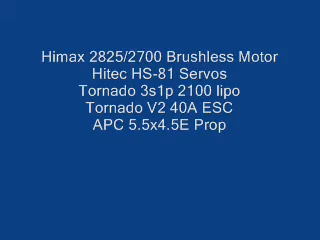 Himax 2825/2700 Brushless Motor
Hitec HS-81 Servos
Tornado 3s1p 2100 lipo
Tornado V2 40A ESC
APC 5.5x4.5E Prop